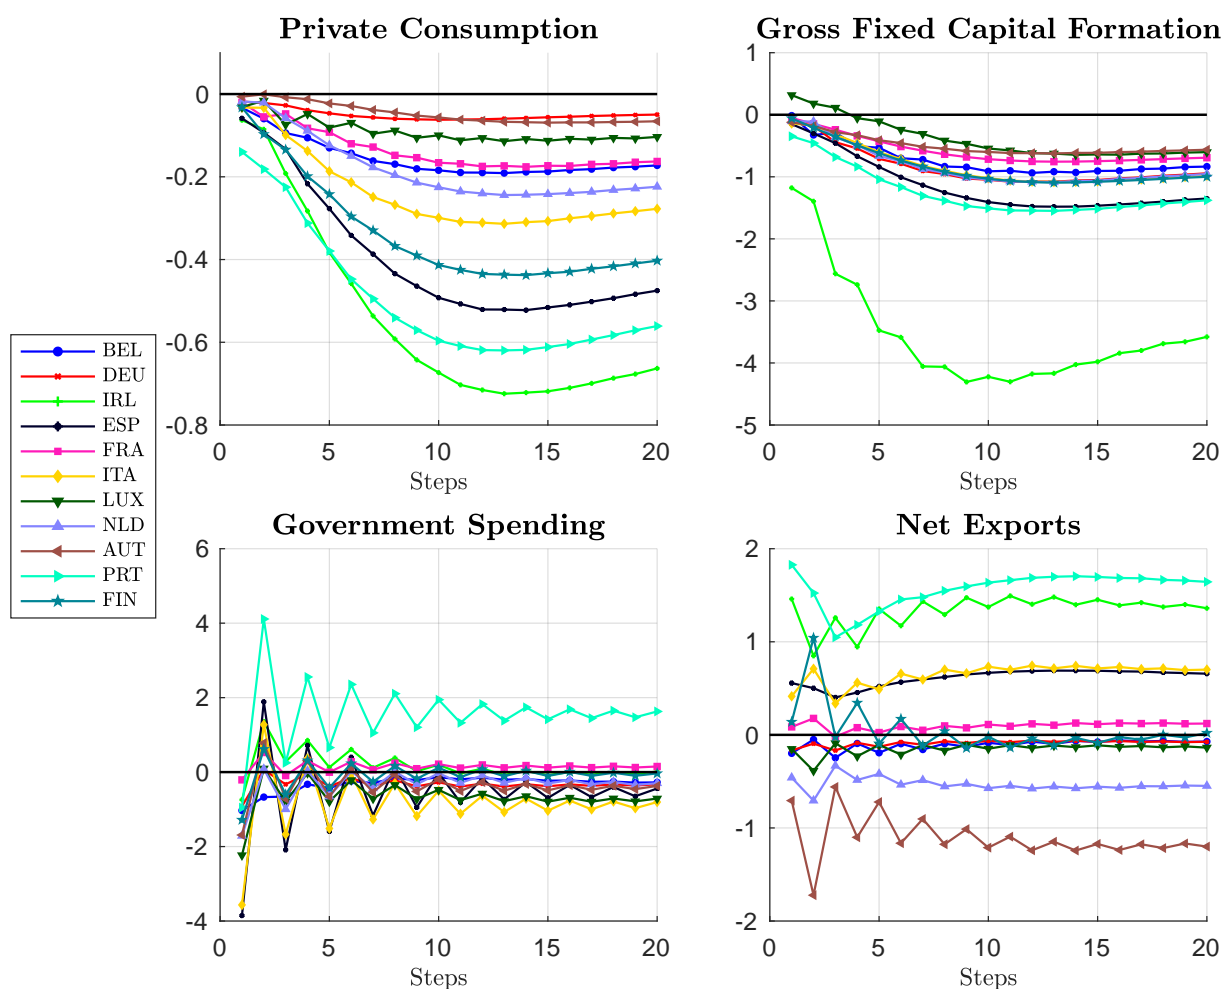 Private Consumption
0
-0.2
-0.4
-0.6
-0.8
0 5 10 15 20
Steps
Gross Fixed Capital Formation
1
0
-1
-2
-3
-4
-5
0 5 10 15 20
Steps
BEL
DEU
IRL
ESP
FRA
ITA
LUX
NLD
AUT
PRT
FIN
Government Spending
6
4
2
0
-2
-4
0 5 10 15 20
Steps
Net Exports
2
1
0
-1
-2
0 5 10 15 20
Steps